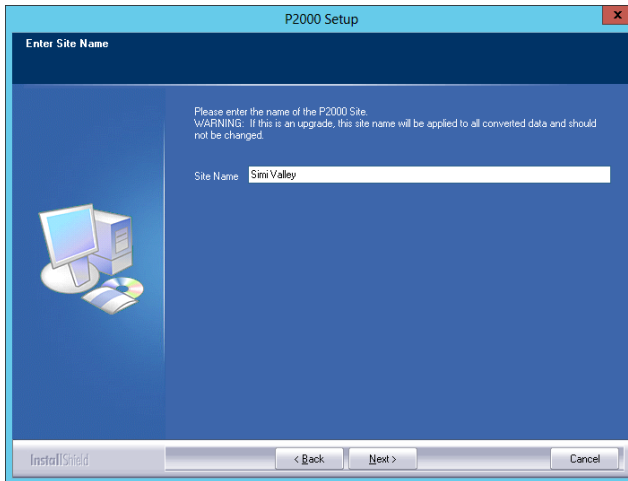 P2000 Setup
x
Enter Site Name
Please enter the name of the P2000 Site.
WARNING:  If this is an upgrade, this site name will be applied to all converted data and should
not be changed.
Site Name Simi Valley
InstallShield
< Back Next > Cancel